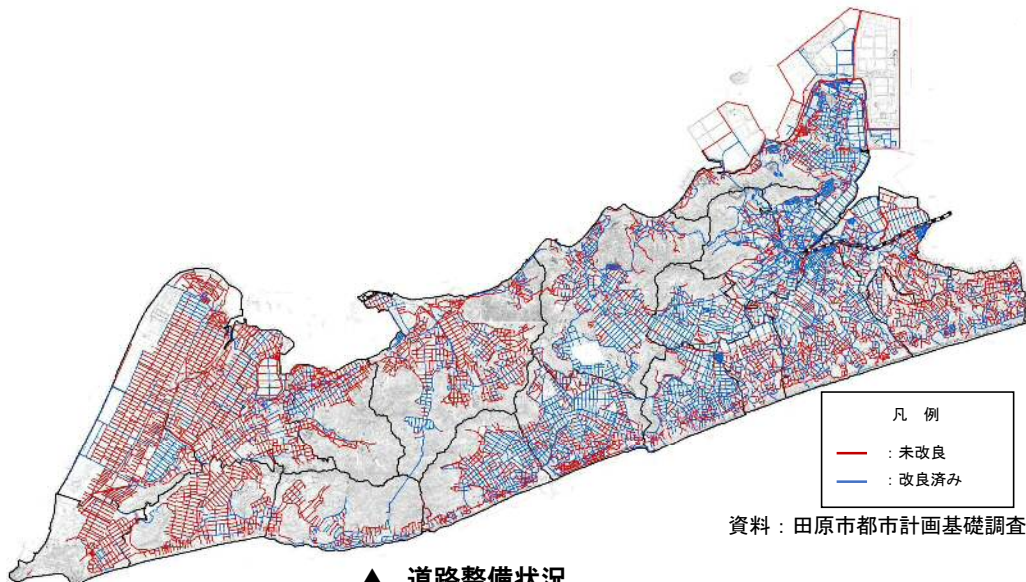 凡 例
：未改良
：改良済み
資料：田原市都市計画基礎調査
▲ 道路整備状況